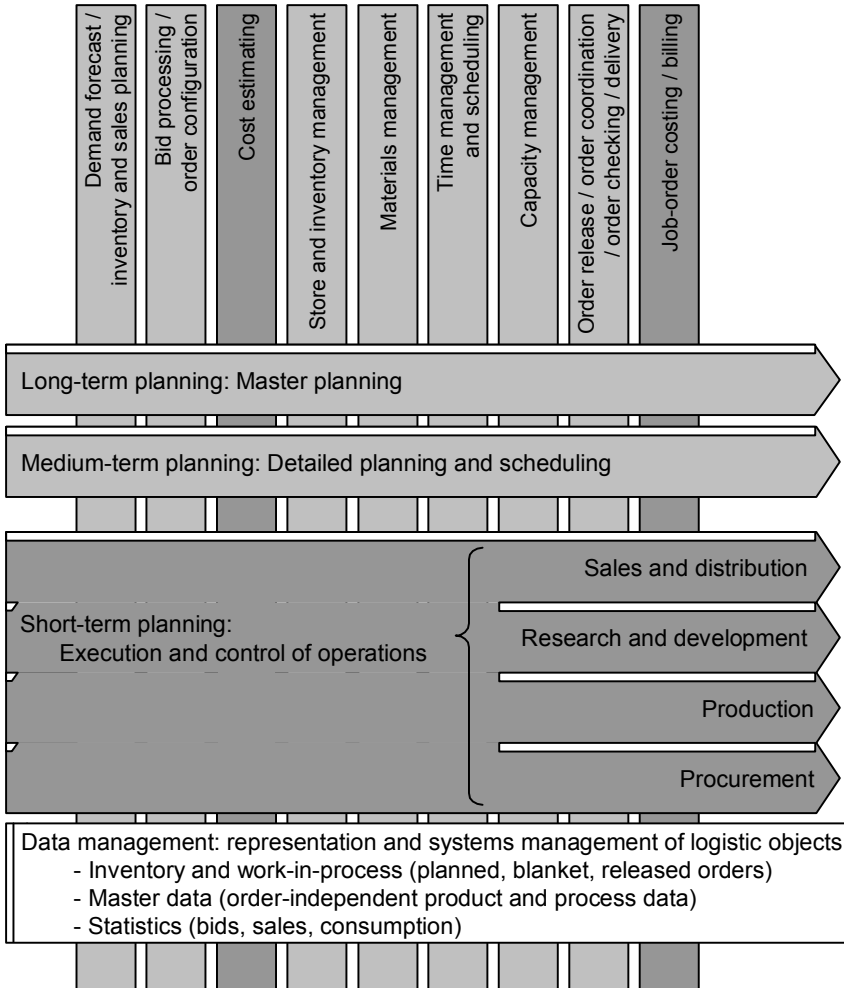 Demand forecast /
inventory and sales planning
Bid processing /
order configuration
Cost estimating
Store and inventory management
Materials management
Time management
and scheduling
Capacity management
Order release / order coordination
/ order checking / delivery
Job-order costing / billing
Long-term planning: Master planning
Medium-term planning: Detailed planning and scheduling
Sales and distribution
Short-term planning:
Execution and control of operations
Research and development
Production
Procurement
Data management: representation and systems management of logistic objects
- Inventory and work-in-process (planned, blanket, released orders)
- Master data (order-independent product and process data)
- Statistics (bids, sales, consumption)